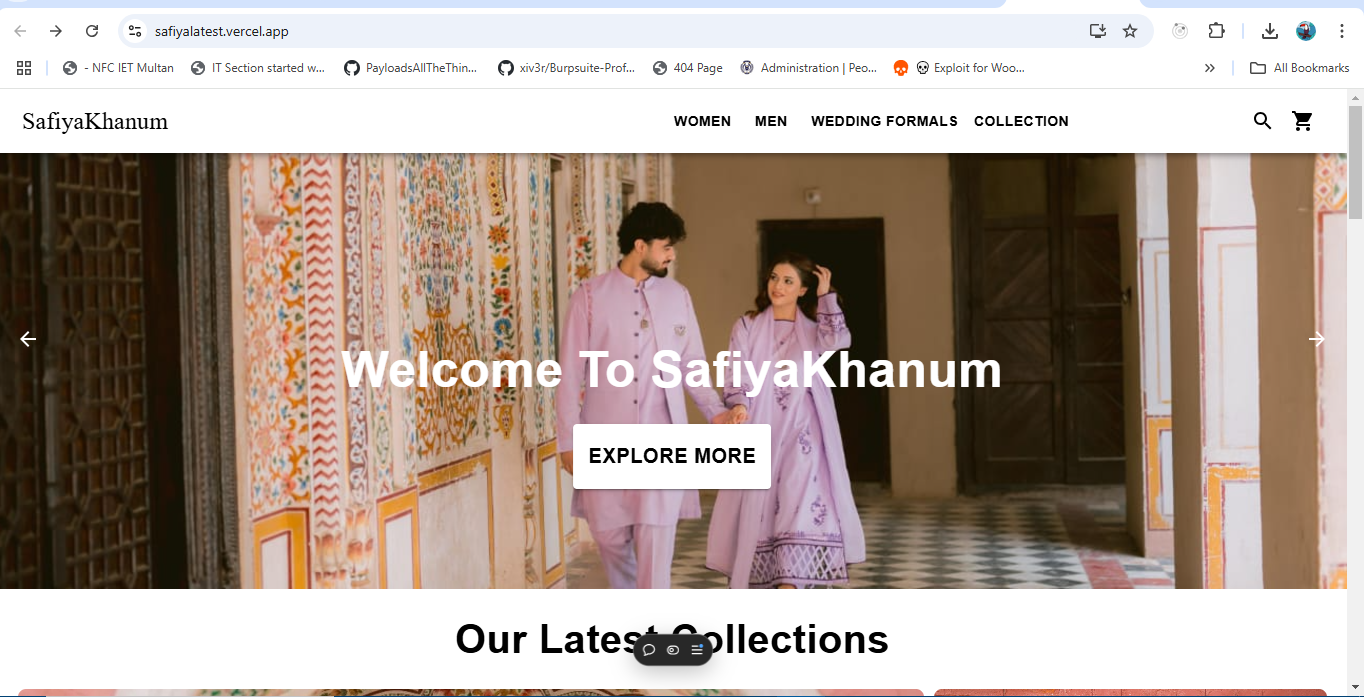 safiyalatest.vercel.app
- NFC IET Multan
IT Section started w...
PayloadsAllTheThin...
xiv3r/Burpsuite-Prof...
404 Page
Administration | Peo...
Exploit for Woo...
»
All Bookmarks
SafiyaKhanum
WOMEN MEN WEDDING FORMALS COLLECTION
Welcome To SafiyaKhanum
EXPLORE MORE
Our Latest Collections